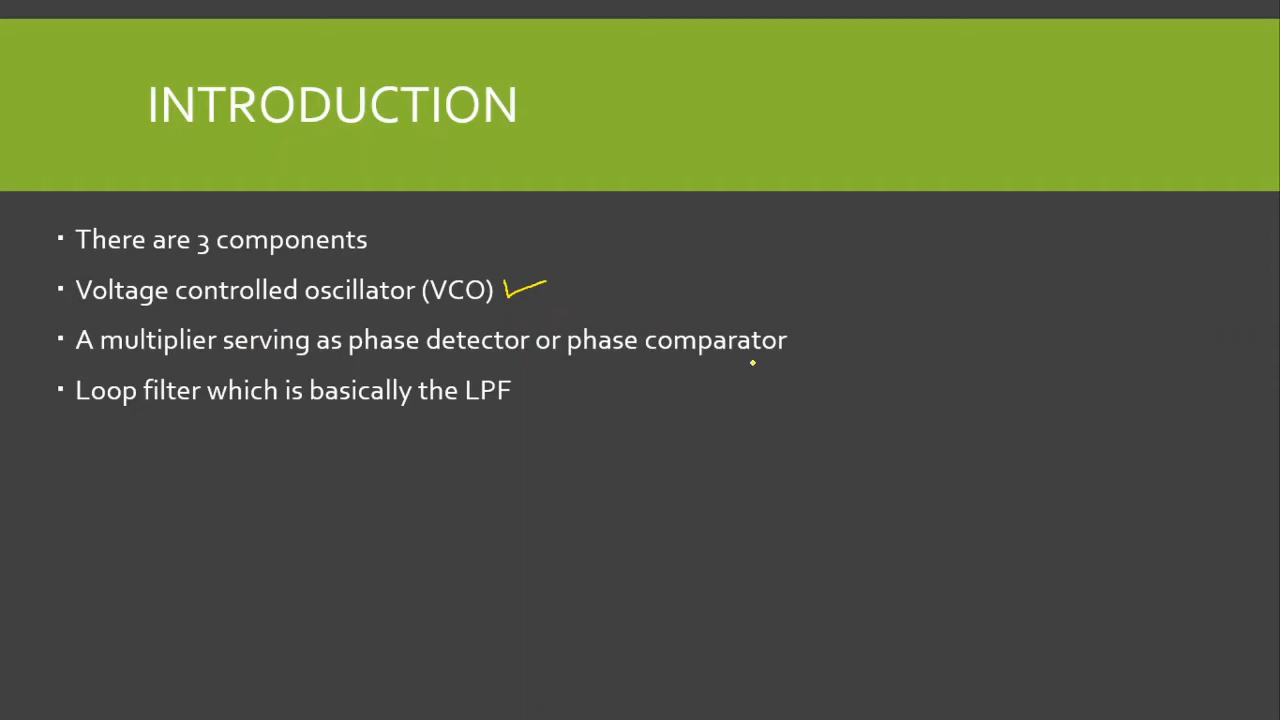 INTRODUCTION
▪ There are 3 components
▪ Voltage controlled oscillator (VCO) ✓
▪ A multiplier serving as phase detector or phase comparator
▪ Loop filter which is basically the LPF